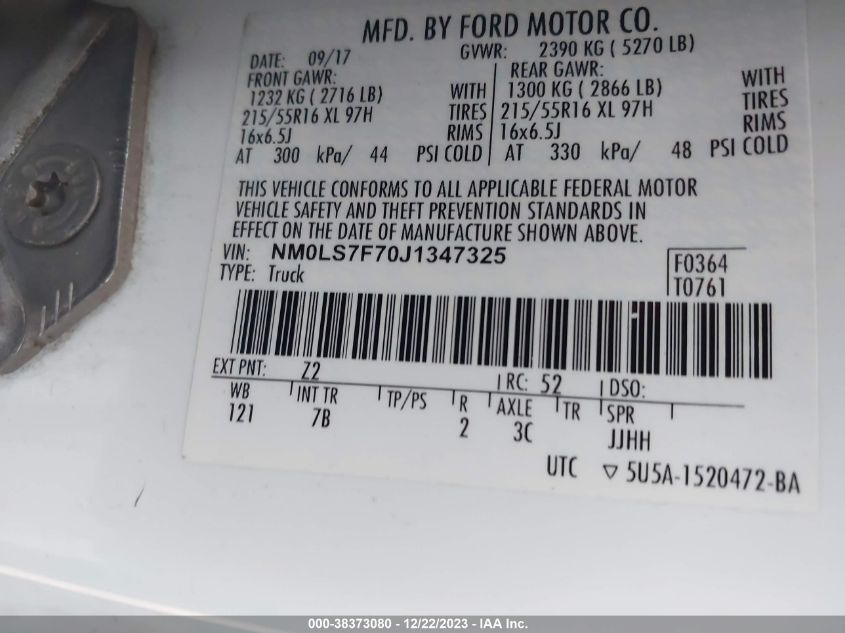 MFD. BY FORD MOTOR CO.
DATE: 09/17 GVWR: 2390 KG ( 5270 LB)
FRONT GAWR: REAR GAWR:
1232 KG ( 2716 LB) WITH 1300 KG ( 2866 LB) WITH
215/55R16 XL 97H TIRES 215/55R16 XL 97H TIRES
16x6.5J RIMS 16x6.5J RIMS
AT 300 kPa/ 44 PSI COLD AT 330 kPa/ 48 PSI COLD
THIS VEHICLE CONFORMS TO ALL APPLICABLE FEDERAL MOTOR
VEHICLE SAFETY AND THEFT PREVENTION STANDARDS IN
EFFECT ON THE DATE OF MANUFACTURE SHOWN ABOVE.
VIN: NM0LS7F70J1347325
TYPE: Truck
F0364
T0761
EXT PNT: Z2 RC: 52 DSO:
WB INT TR TP/PS R AXLE TR SPR
121 7B 2 3C JJHH
UTC ▽ 5U5A-1520472-BA
000-38373080 - 12/22/2023 - IAA Inc.